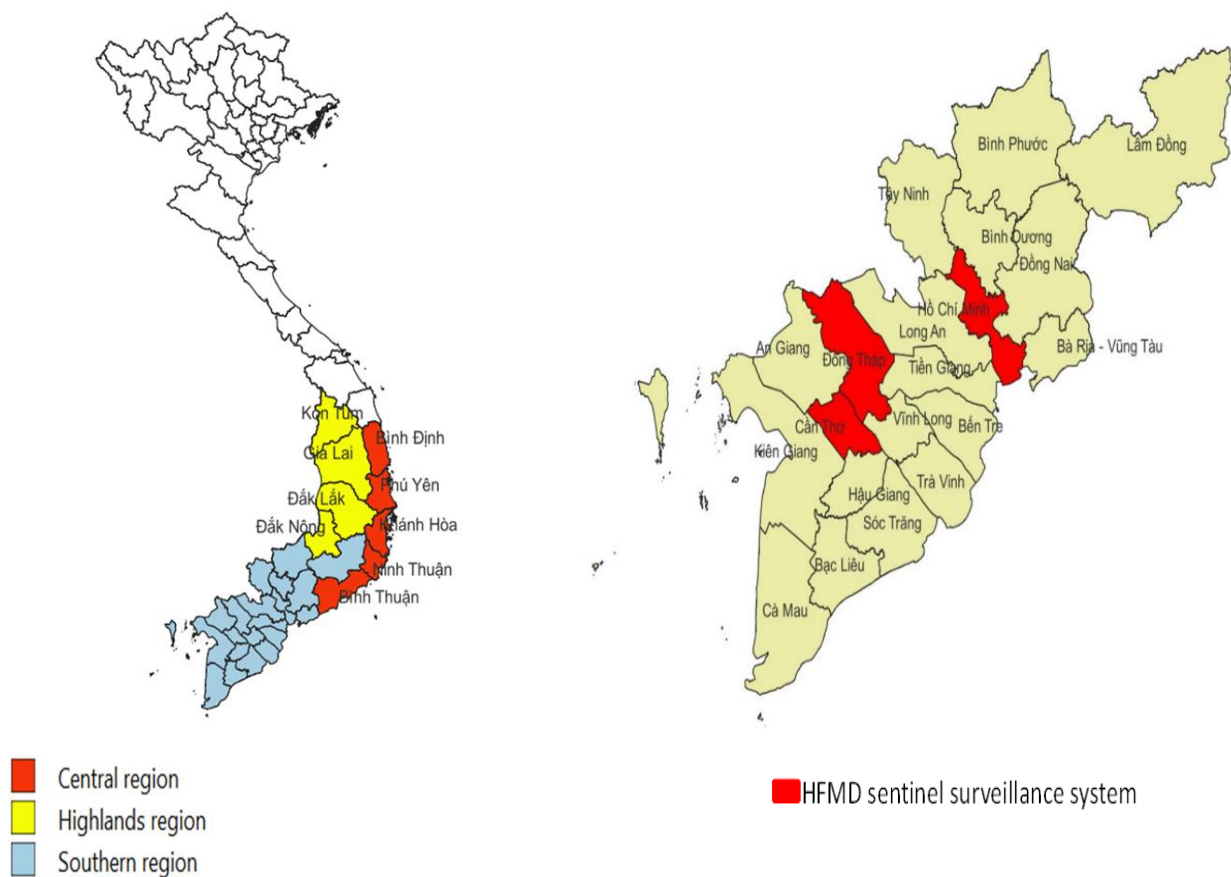 Kon Tum
Bình Định
Gia Lai
Phú Yên
Đắk Lắk
Khánh Hòa
Đắk Nông
Ninh Thuận
Bình Thuận
Central region
Highlands region
Southern region
Bình Phước
Lâm Đồng
Tây Ninh
Bình Dương
Đồng Nai
Hồ Chí Minh
Long An
An Giang
Bà Rịa - Vũng Tàu
Đồng Tháp
Tiền Giang
Vĩnh Long
Bến Tre
Cần Thơ
Kiên Giang
Trà Vinh
Hậu Giang
Sóc Trăng
Bạc Liêu
Cà Mau
HFMD sentinel surveillance system